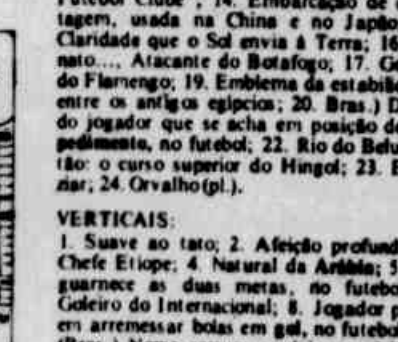 Futebol Clube", 14. Embarcação de
tagem, usada na China e no Japão
Claridade que o Sol envia à Terra; 16
nato..., Atacante do Botafogo; 17. Go
do Flamengo; 19. Emblema da estabili
entre os antigos egípcios; 20. Bras.) D
do jogador que se acha em posição de
pedimento, no futebol; 22. Rio do Belu
tão: o curso superior do Hingol; 23. E
ziar; 24. Orvalho (pl.).
VERTICAIS:
1. Suave ao tato; 2. Afeição profund
Chefe Etíope; 4. Natural da Arábia; 5
guarnece as duas metas, no futebo
Goleiro do Internacional; 8. Jogador p
em arremessar bolas em gol, no futebol